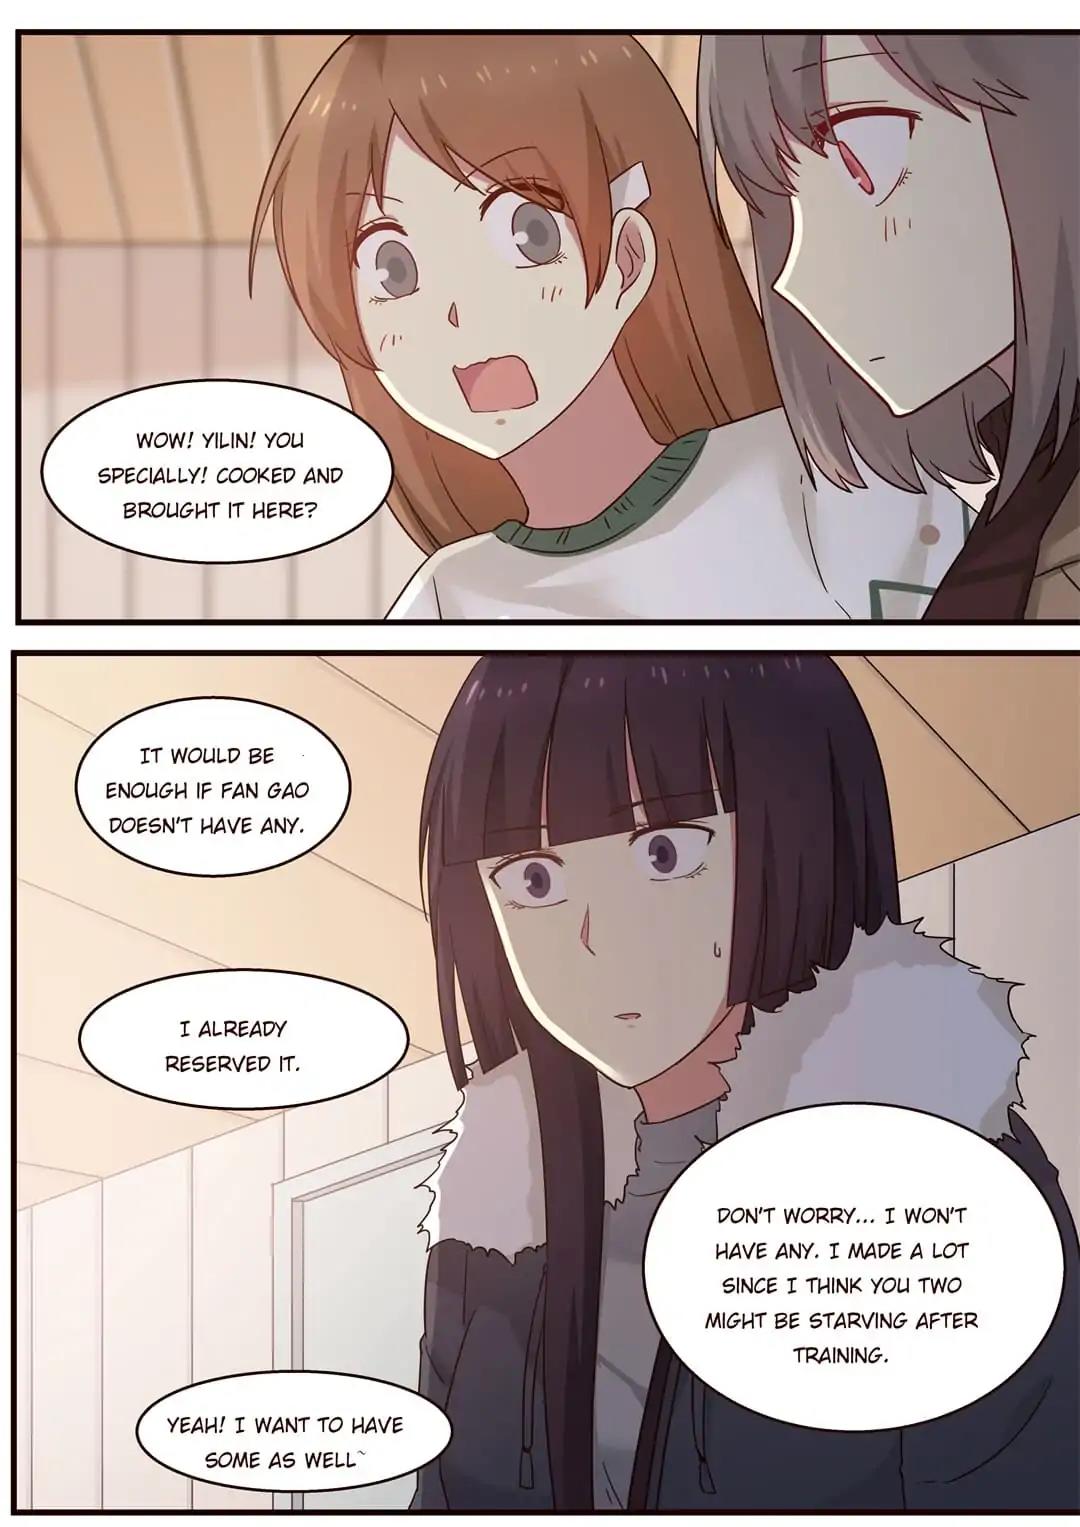 WOW! YILIN! YOU
SPECIALLY! COOKED AND
BROUGHT IT HERE?
IT WOULD BE
ENOUGH IF FAN GAO
DOESN'T HAVE ANY.
I ALREADY
RESERVED IT.
DON'T WORRY... I WON'T
HAVE ANY. I MADE A LOT
SINCE I THINK YOU TWO
MIGHT BE STARVING AFTER
TRAINING.
YEAH! I WANT TO HAVE
SOME AS WELL~